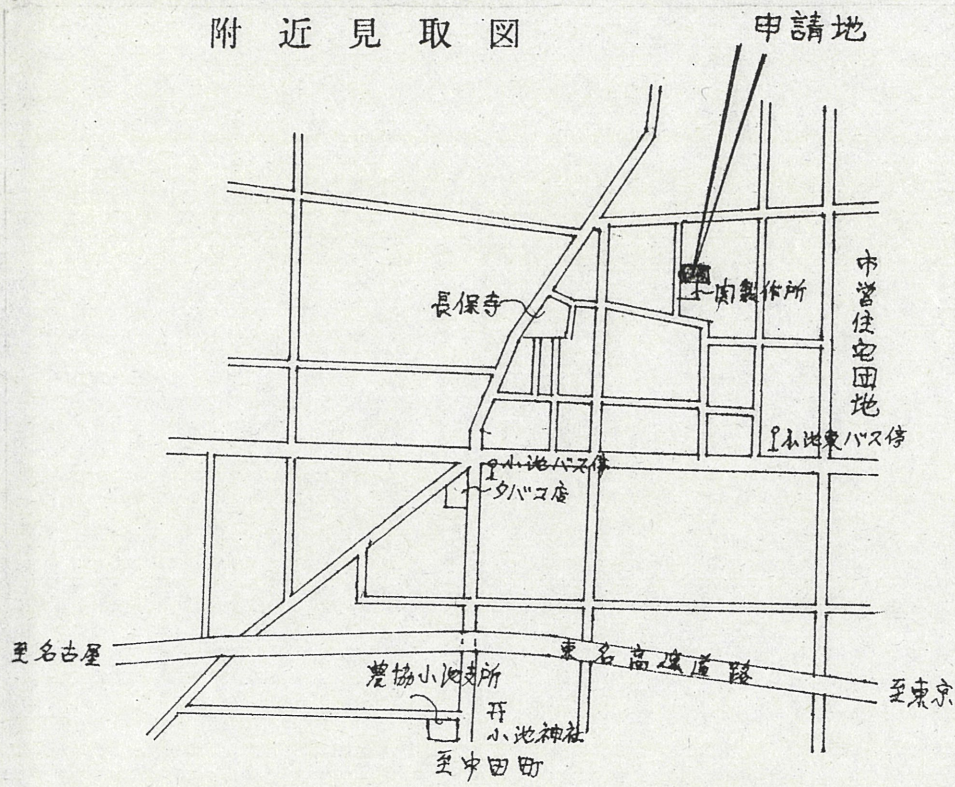 附近見取図
申請地
長保寺
関製作所
市営住宅団地
小池東バス停
小池バス停
タバコ店
至名古屋
東名高速道路
至東京
農協小池支所
小池神社
至中田町